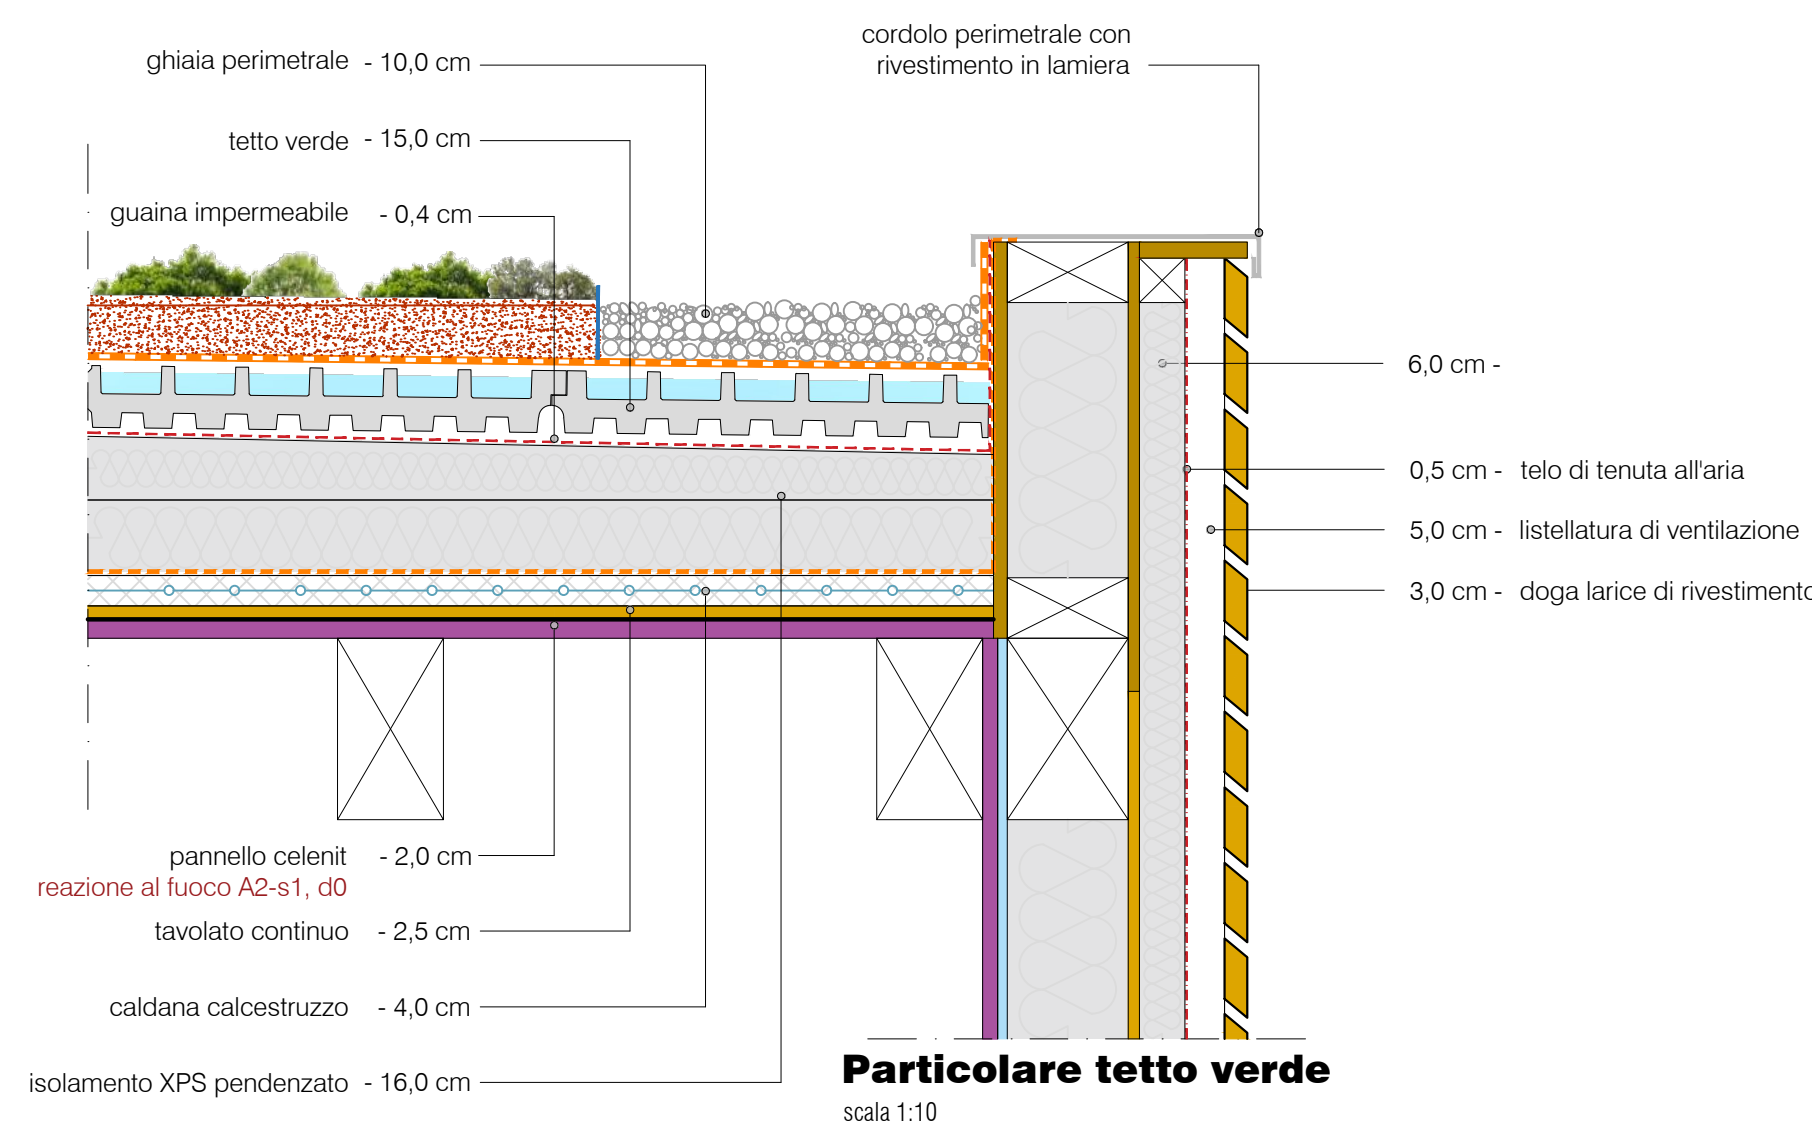 ghiaia perimetrale - 10,0 cm
tetto verde - 15,0 cm
guaina impermeabile - 0,4 cm
cordolo perimetrale con
rivestimento in lamiera
6,0 cm -
0,5 cm - telo di tenuta all'aria
5,0 cm - listellatura di ventilazione
3,0 cm - doga larice di rivestimento
pannello celenit - 2,0 cm
reazione al fuoco A2-s1, d0
tavolato continuo - 2,5 cm
caldana calcestruzzo - 4,0 cm
isolamento XPS pendenzato - 16,0 cm
Particolare tetto verde
scala 1:10